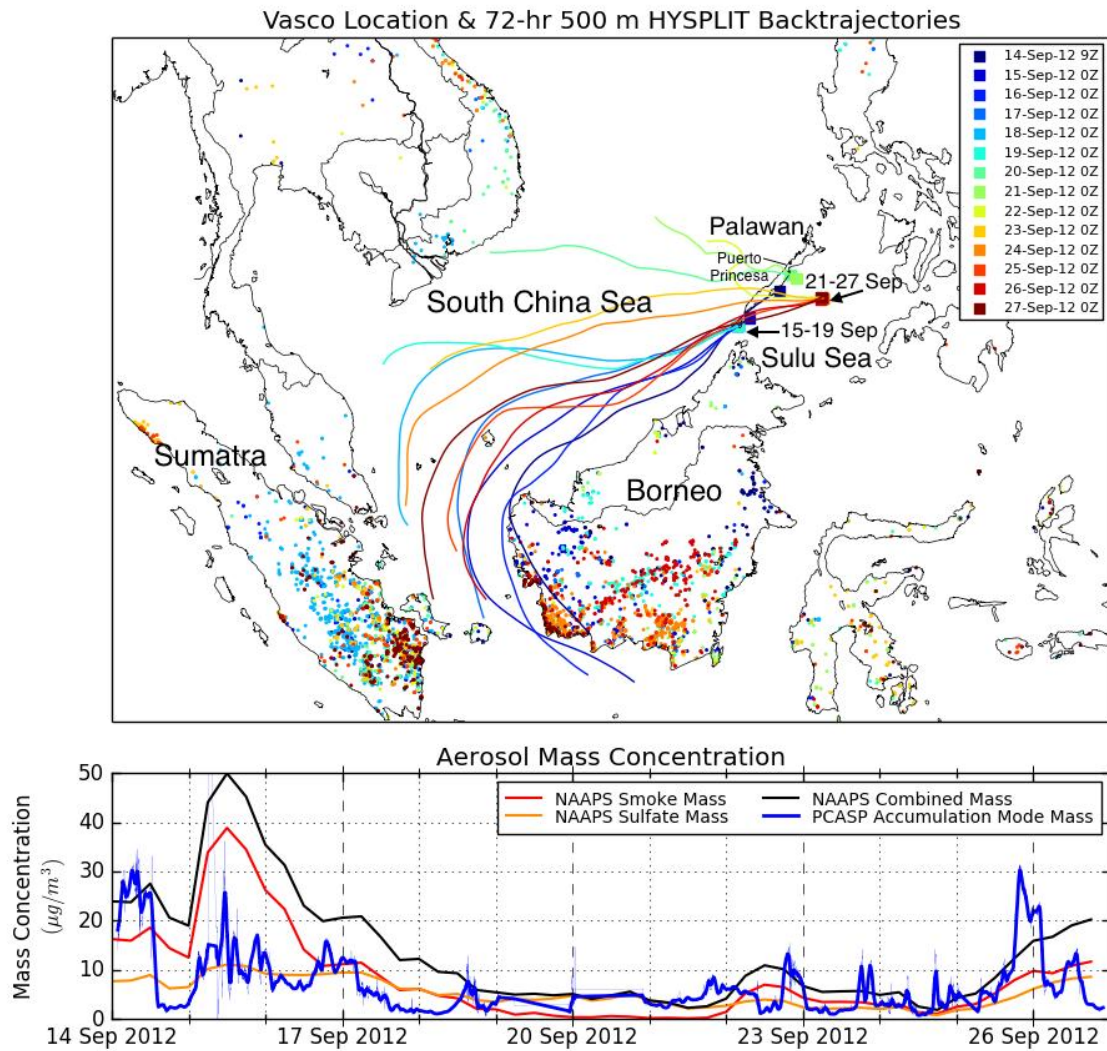 Vasco Location & 72-hr 500 m HYSPLIT Backtrajectories
14-Sep-12 9Z
15-Sep-12 0Z
16-Sep-12 0Z
17-Sep-12 0Z
18-Sep-12 0Z
19-Sep-12 0Z
20-Sep-12 0Z
21-Sep-12 0Z
22-Sep-12 0Z
23-Sep-12 0Z
24-Sep-12 0Z
25-Sep-12 0Z
26-Sep-12 0Z
27-Sep-12 0Z
Palawan
Puerto
Princesa
21-27 Sep
South China Sea
15-19 Sep
Sulu Sea
Sumatra
Borneo
Aerosol Mass Concentration
NAAPS Smoke Mass
NAAPS Sulfate Mass
NAAPS Combined Mass
PCASP Accumulation Mode Mass
Mass Concentration
(μg/m³)
50
40
30
20
10
0
14 Sep 2012
17 Sep 2012
20 Sep 2012
23 Sep 2012
26 Sep 2012